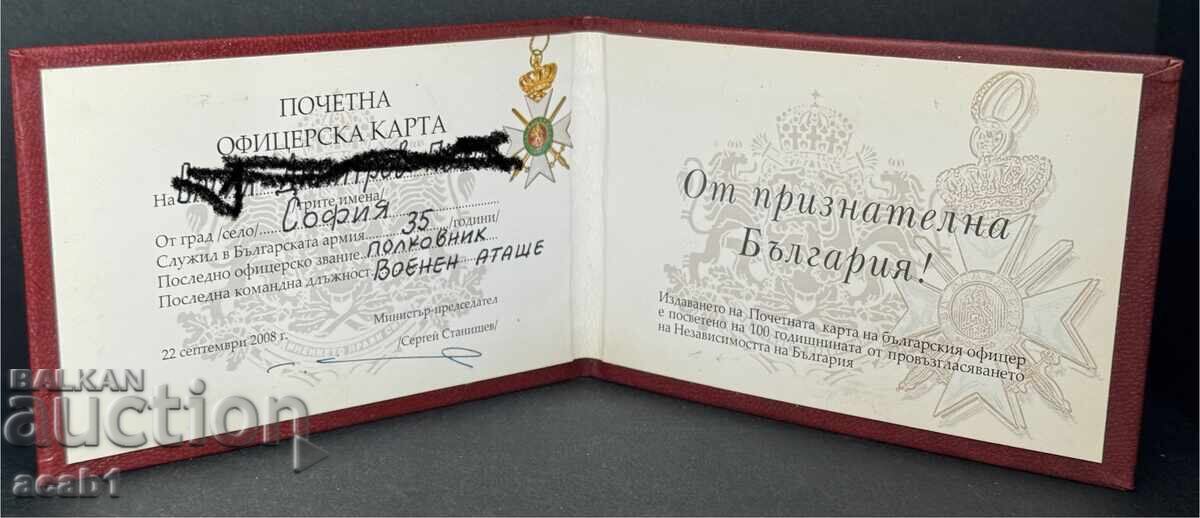 ПОЧЕТНА
ОФИЦЕРСКА КАРТА
На
/трите имена/
От град /село/ СОФИЯ
Служил в Българската армия 35 /години/
Последно офицерско звание ПОЛКОВНИК
Последна командна длъжност ВОЕНЕН АТАШЕ
Министър-председател
22 септември 2008 г.
/Сергей Станишев/
От признателна
България!
Издаването на Почетната карта на българския офицер
е посветено на 100 годишнината от провъзгласяването
на Независимостта на България
BALKAN
auction
acab1